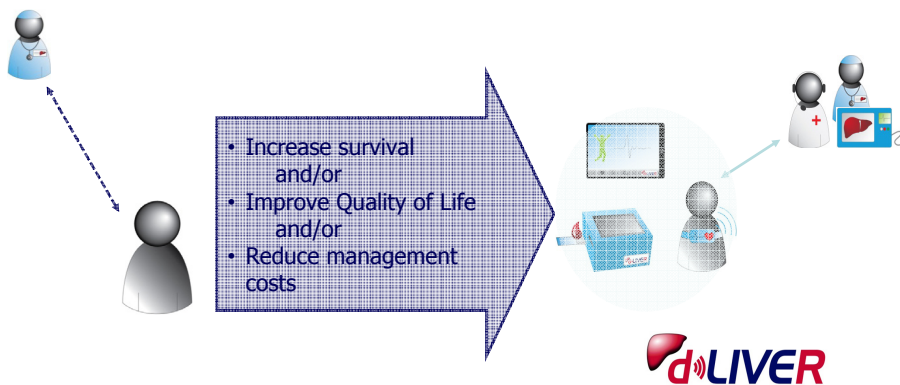 • Increase survival
and/or
• Improve Quality of Life
and/or
• Reduce management
costs
d-LIVER